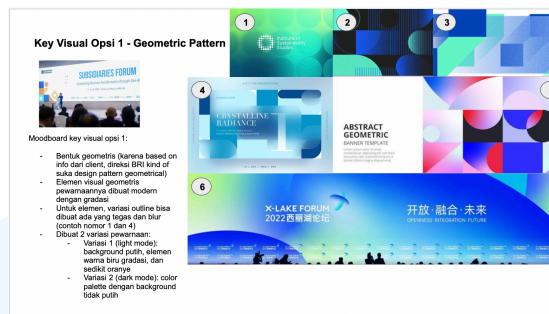 Key Visual Opsi 1 - Geometric Pattern
SUBSIDIARIES FORUM
Moodboard key visual opsi 1:
- Bentuk geometris (karena based on
info dari client, direksi BRI kind of
suka design pattern geometrical)
- Elemen visual geometris
pewarnaannya dibuat modern
dengan gradasi
- Untuk elemen, variasi outline bisa
dibuat ada yang tegas dan blur
(contoh nomor 1 dan 4)
- Dibuat 2 variasi pewarnaan:
- Variasi 1 (light mode):
background putih, elemen
warna biru gradasi, dan
sedikit oranye
- Variasi 2 (dark mode): color
palette dengan background
tidak putih
1
Institute in
Sustainability
Studies
2
3
4
CRYSTALLINE
RADIANCE
ABSTRACT
GEOMETRIC
BANNER TEMPLATE
6
X-LAKE FORUM
2022西丽湖论坛
开放·融合·未来
OPENNESS·INTEGRATION·FUTURE